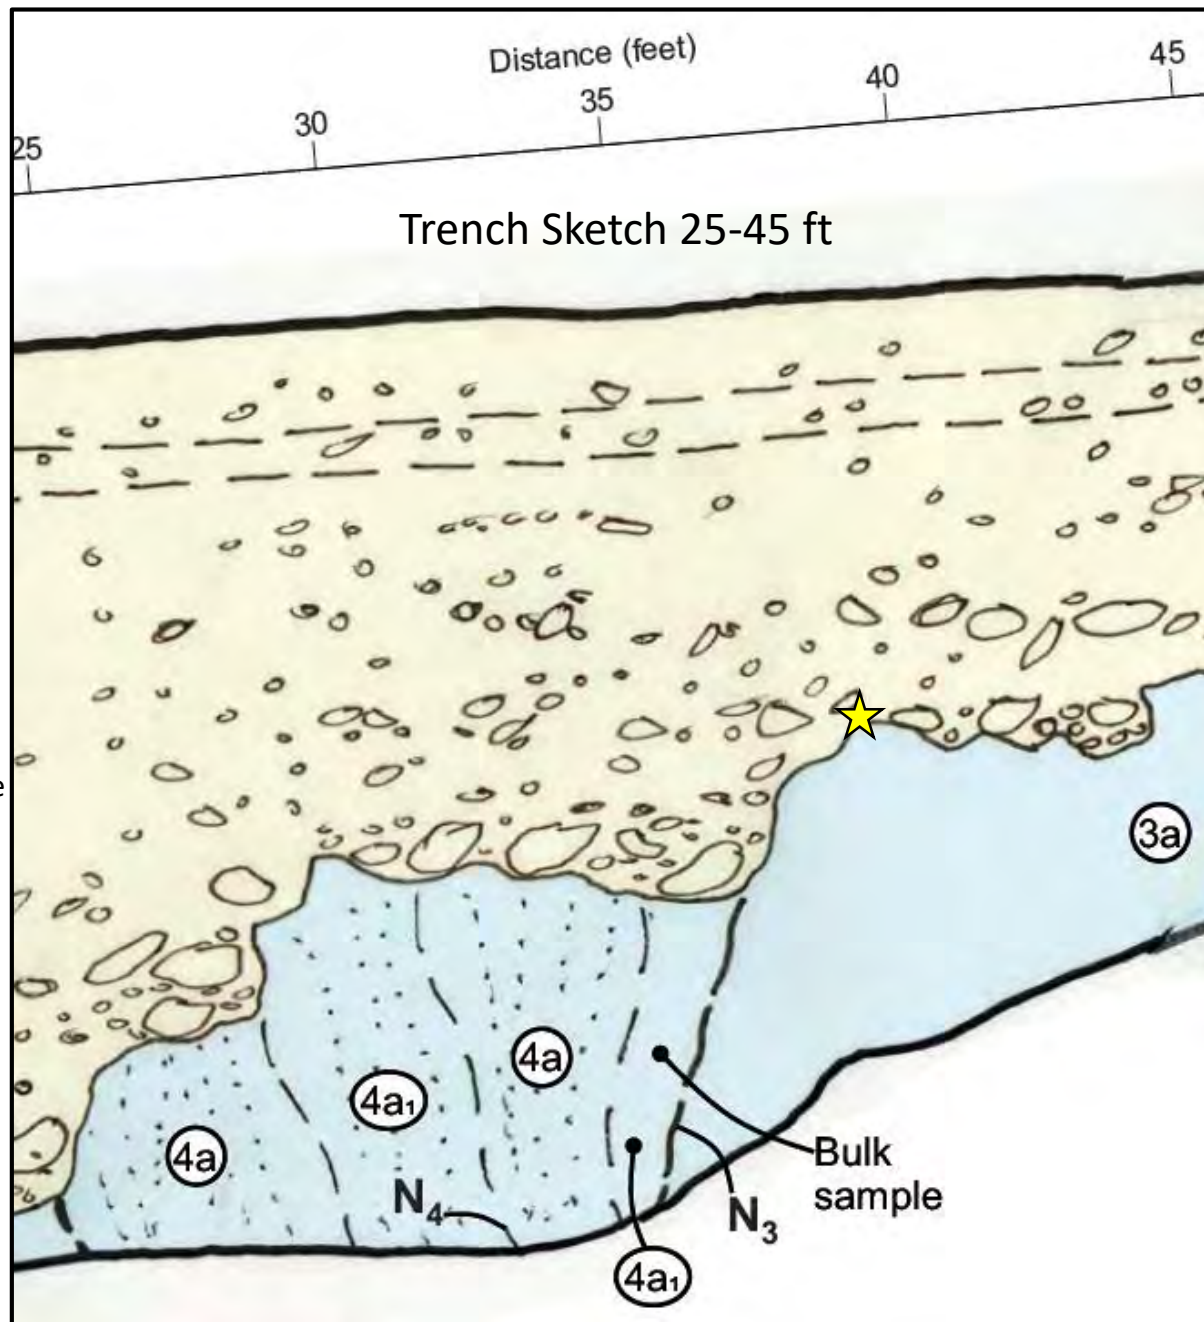 Distance (feet)
25
30
35
40
45
Trench Sketch 25-45 ft
e
3a
4a
4a₁
4a
N₄
Bulk
sample
N₃
4a₁